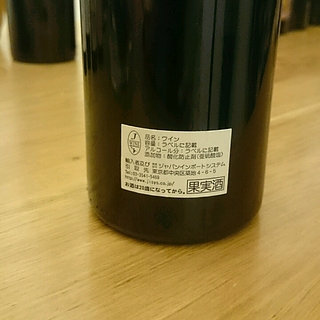 品名:ワイン
容量:ラベルに記載
アルコール分:ラベルに記載
添加物:酸化防止剤(亜硫酸塩)
輸入者及び ㈱ジャパンインポートシステム
引取先 東京都中央区築地4-6-5
お酒は20歳になってから。
果実酒